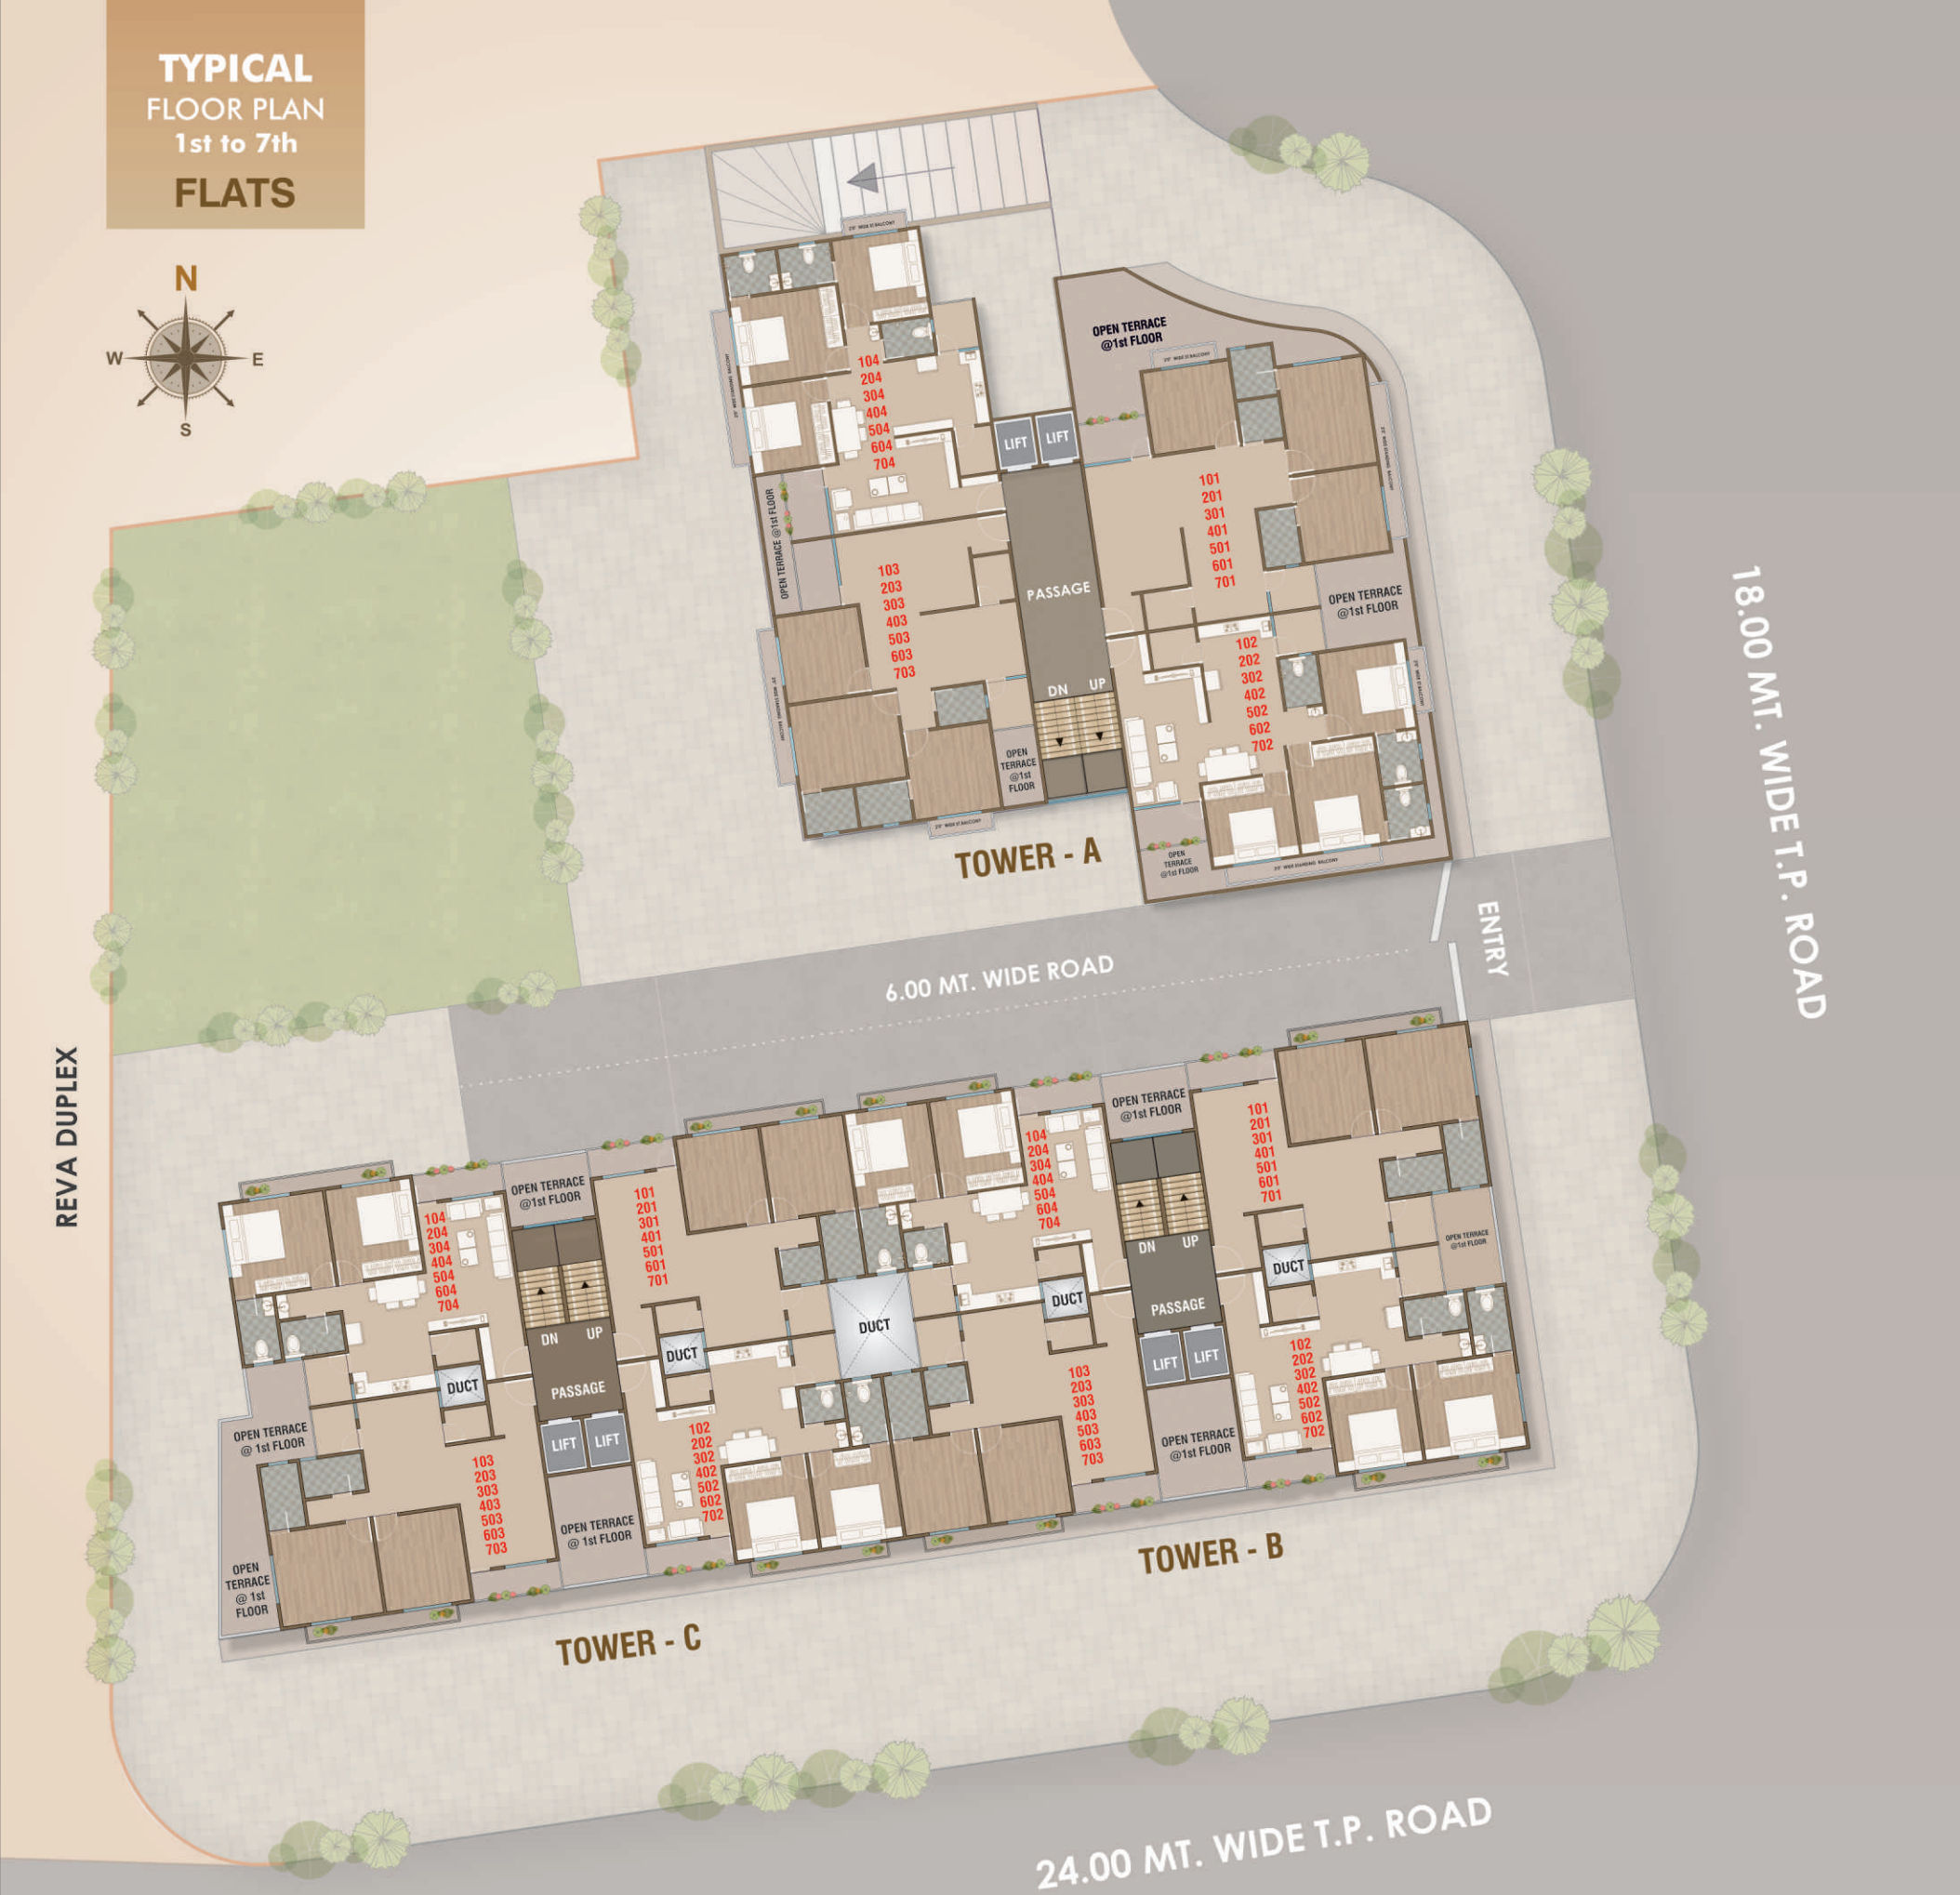 TYPICAL
FLOOR PLAN
1st to 7th
FLATS
N
W
E
S
OPEN TERRACE
@1st FLOOR
104
204
304
404
504
604
704
LIFT
LIFT
OPEN TERRACE @1st FLOOR
101
201
301
401
501
601
701
103
203
303
403
503
603
703
PASSAGE
OPEN TERRACE
@1st FLOOR
102
202
302
402
502
602
702
DN
UP
OPEN
TERRACE
@1st
FLOOR
OPEN
TERRACE
@1st FLOOR
TOWER - A
18.00 MT. WIDE T.P. ROAD
ENTRY
6.00 MT. WIDE ROAD
REVA DUPLEX
OPEN TERRACE
@1st FLOOR
101
201
301
401
501
601
701
104
204
304
404
504
604
704
DN
UP
DUCT
DUCT
PASSAGE
LIFT
LIFT
OPEN TERRACE
@1st FLOOR
102
202
302
402
502
602
702
103
203
303
403
503
603
703
OPEN TERRACE
@1st FLOOR
TOWER - B
DUCT
OPEN TERRACE
@1st FLOOR
104
204
304
404
504
604
704
101
201
301
401
501
601
701
DN
UP
DUCT
DUCT
PASSAGE
LIFT
LIFT
OPEN TERRACE
@ 1st FLOOR
103
203
303
403
503
603
703
102
202
302
402
502
602
702
OPEN TERRACE
@ 1st FLOOR
OPEN
TERRACE
@ 1st
FLOOR
TOWER - C
24.00 MT. WIDE T.P. ROAD